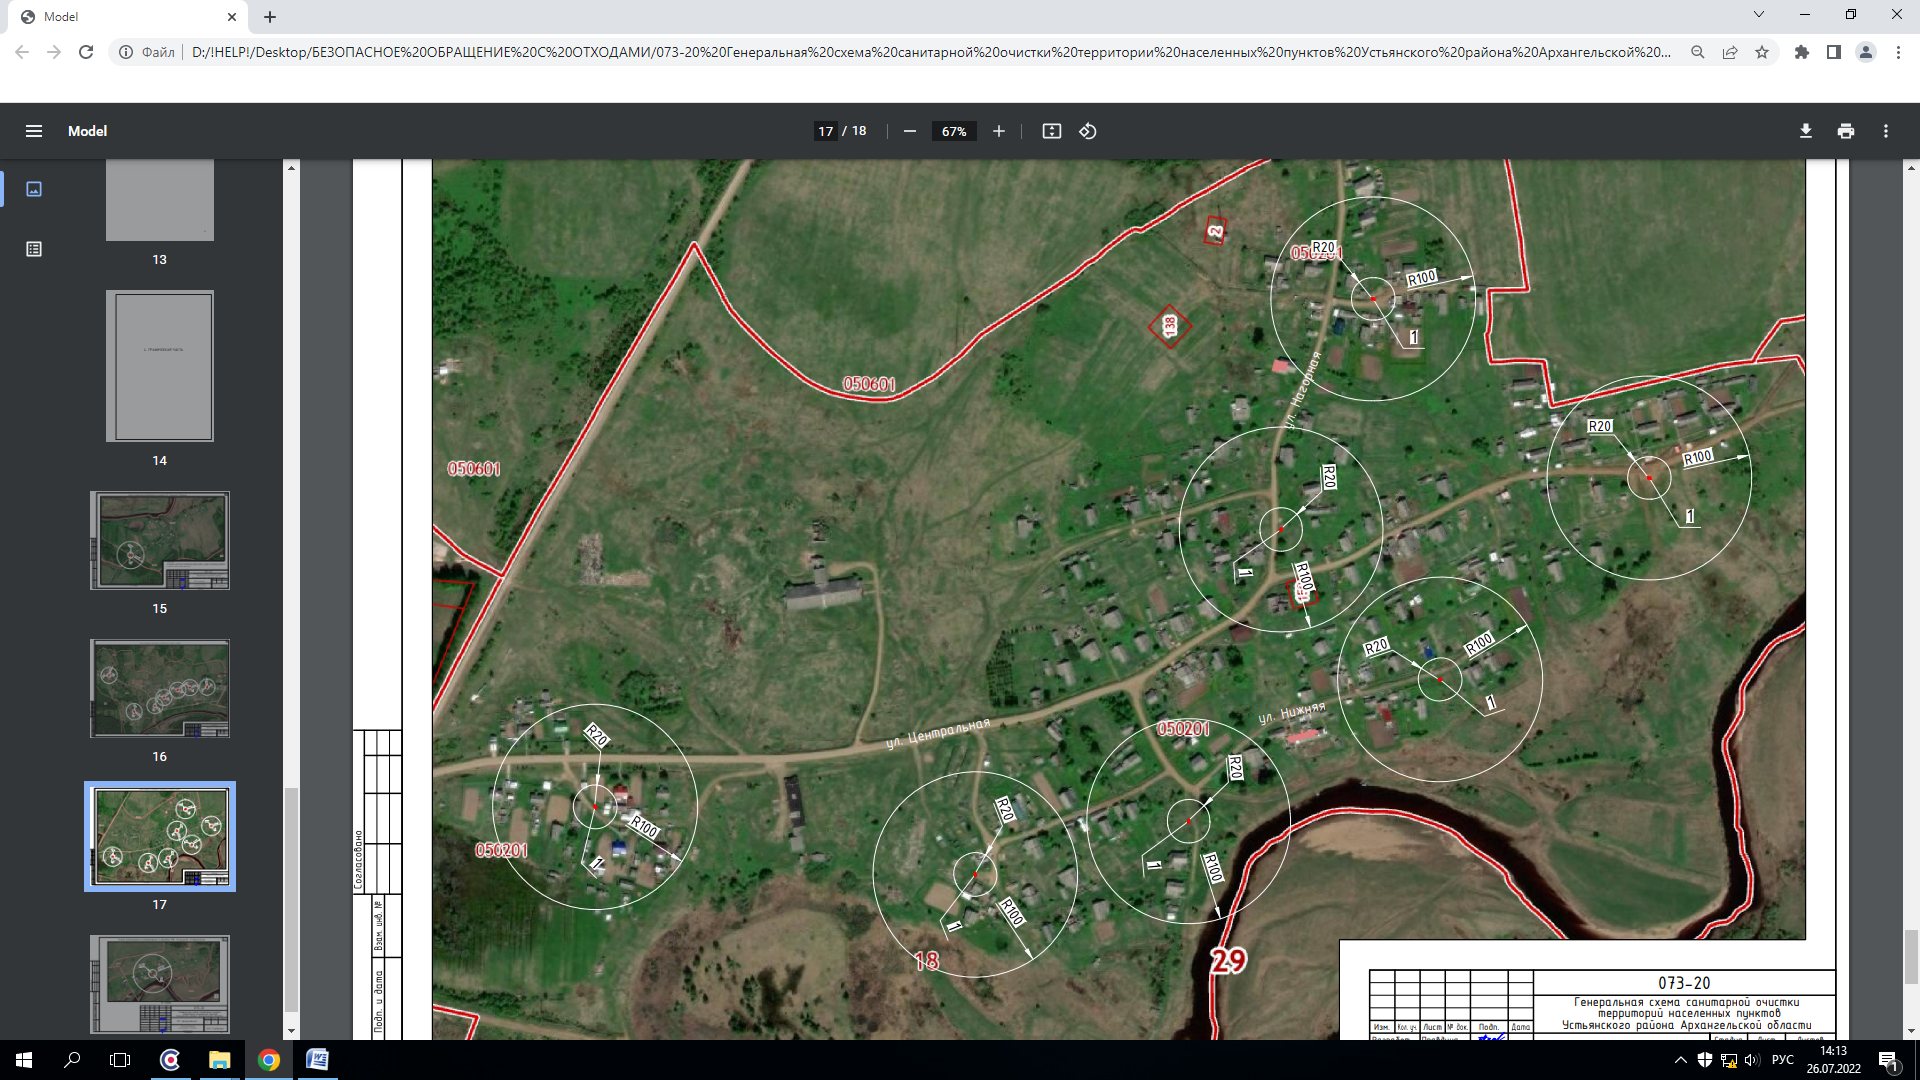 Model
Файл
D:/!HELP!/Desktop/БЕЗОПАСНОЕ%20ОБРАЩЕНИЕ%20С%20ОТХОДАМИ/073-20%20Генеральная%20схема%20санитарной%20очистки%20территории%20населенных%20пунктов%20Устьянского%20района%20Архангельской%20...
Model
17 / 18
67%
13
14
15
16
17
2
050201
R20
R100
1
138
ул. Нагорная
050601
050601
R20
R100
1
R20
R100
1
R20
R100
1
ул. Центральная
ул. Нижняя
050201
R20
R100
1
R20
R100
1
R20
R100
1
050201
18
29
Согласовано
Взам. инв. №
Подп. и дата
073-20
Генеральная схема санитарной очистки
территорий населенных пунктов
Устьянского района Архангельской области
Изм. Кол. уч. Лист № док. Подп. Дата
РУС
14:13
26.07.2022
1